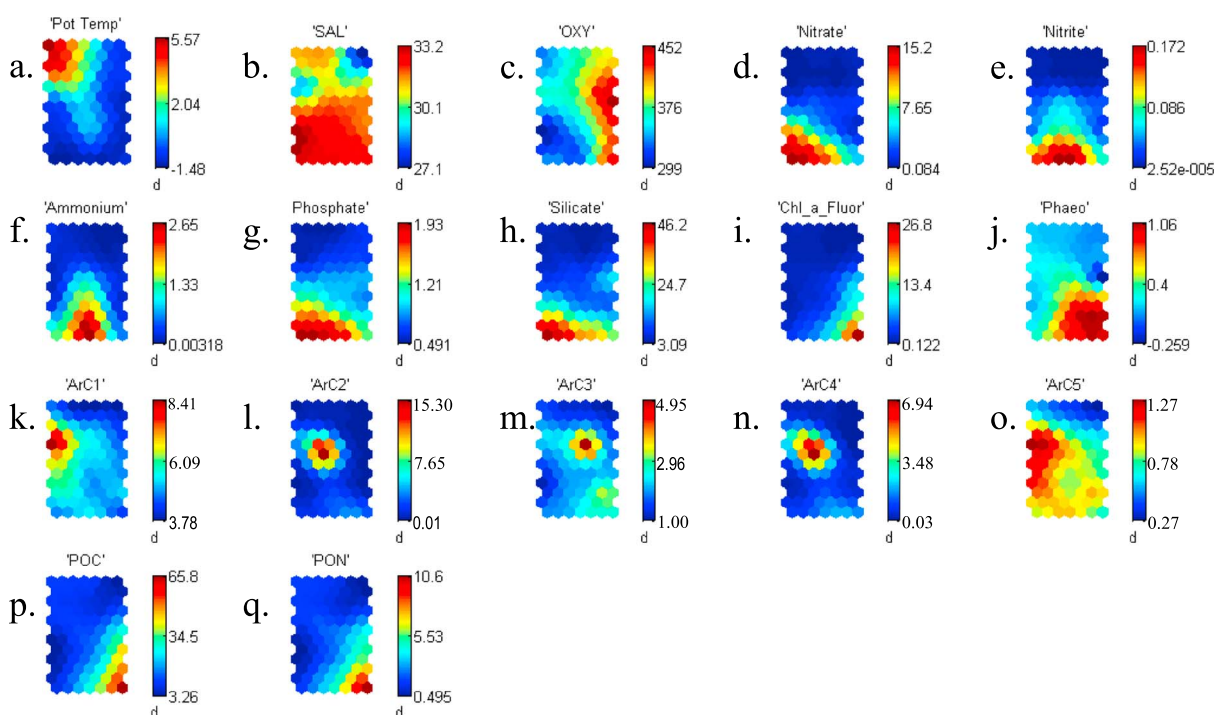 a.
'Pot Temp'
5.57
2.04
-1.48
d
b.
'SAL'
33.2
30.1
27.1
d
c.
'OXY'
452
376
299
d
d.
'Nitrate'
15.2
7.65
0.084
d
e.
'Nitrite'
0.172
0.086
2.52e-005
d
f.
'Ammonium'
2.65
1.33
0.00318
d
g.
Phosphate'
1.93
1.21
0.491
d
h.
'Silicate'
46.2
24.7
3.09
d
i.
'Chl_a_Fluor'
26.8
13.4
0.122
d
j.
'Phaeo'
1.06
0.4
-0.259
d
k.
'ArC1'
8.41
6.09
3.78
d
l.
'ArC2'
15.30
7.65
0.01
d
m.
'ArC3'
4.95
2.96
1.00
d
n.
'ArC4'
6.94
3.48
0.03
d
o.
'ArC5'
1.27
0.78
0.27
d
p.
'POC'
65.8
34.5
3.26
d
q.
'PON'
10.6
5.53
0.495
d